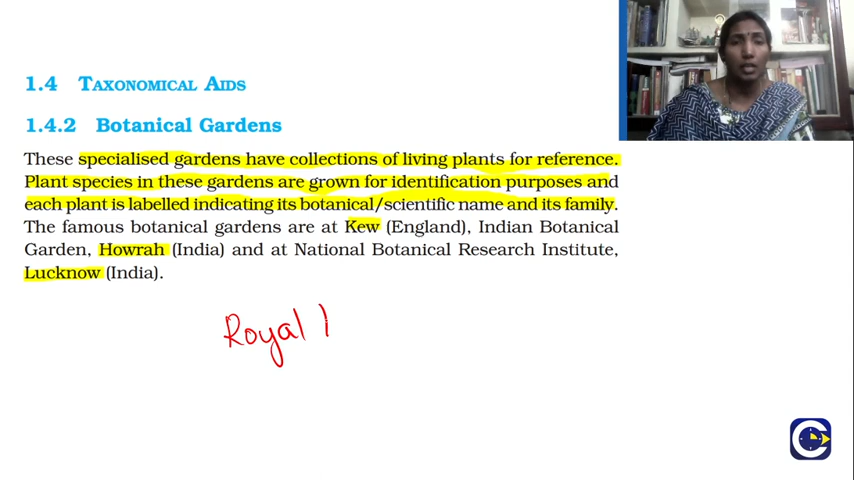 1.4 Taxonomical Aids
1.4.2 Botanical Gardens
These specialised gardens have collections of living plants for reference.
Plant species in these gardens are grown for identification purposes and
each plant is labelled indicating its botanical/scientific name and its family.
The famous botanical gardens are at Kew (England), Indian Botanical
Garden, Howrah (India) and at National Botanical Research Institute,
Lucknow (India).
Royal